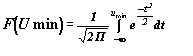 F(U min) = 1/√2Π ∫_{-∞}^{u_min} e^{-t²/2} dt